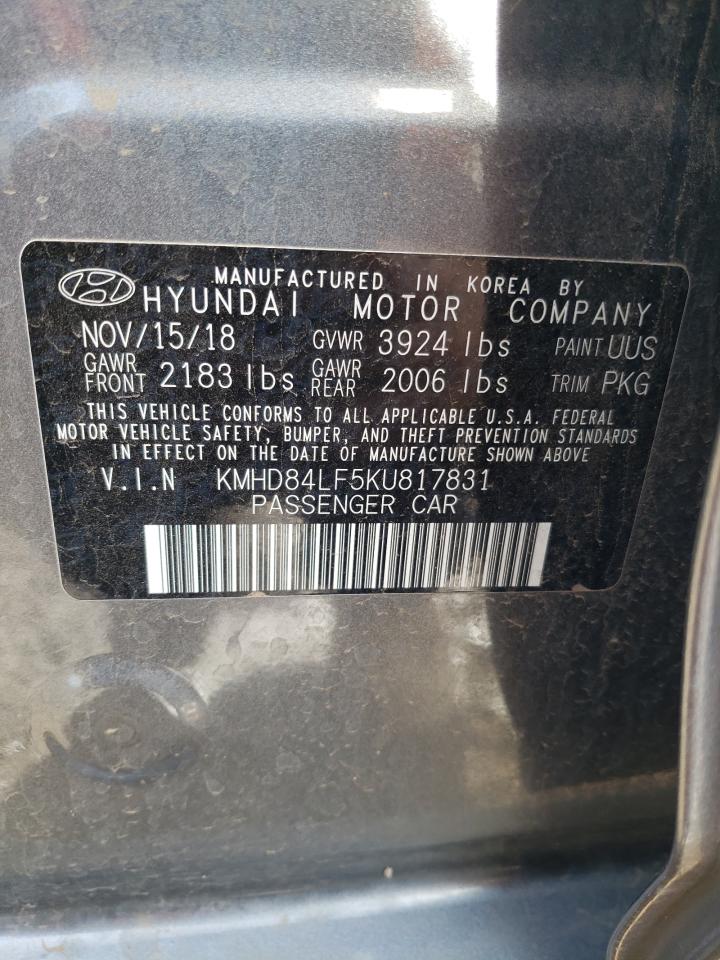 MANUFACTURED IN KOREA BY
HYUNDAI MOTOR COMPANY
NOV/15/18 GVWR 3924 lbs PAINT UUS
GAWR FRONT 2183 lbs GAWR REAR 2006 lbs TRIM PKG
THIS VEHICLE CONFORMS TO ALL APPLICABLE U.S.A. FEDERAL
MOTOR VEHICLE SAFETY, BUMPER, AND THEFT PREVENTION STANDARDS
IN EFFECT ON THE DATE OF MANUFACTURE SHOWN ABOVE
V.I.N KMHD84LF5KU817831
PASSENGER CAR